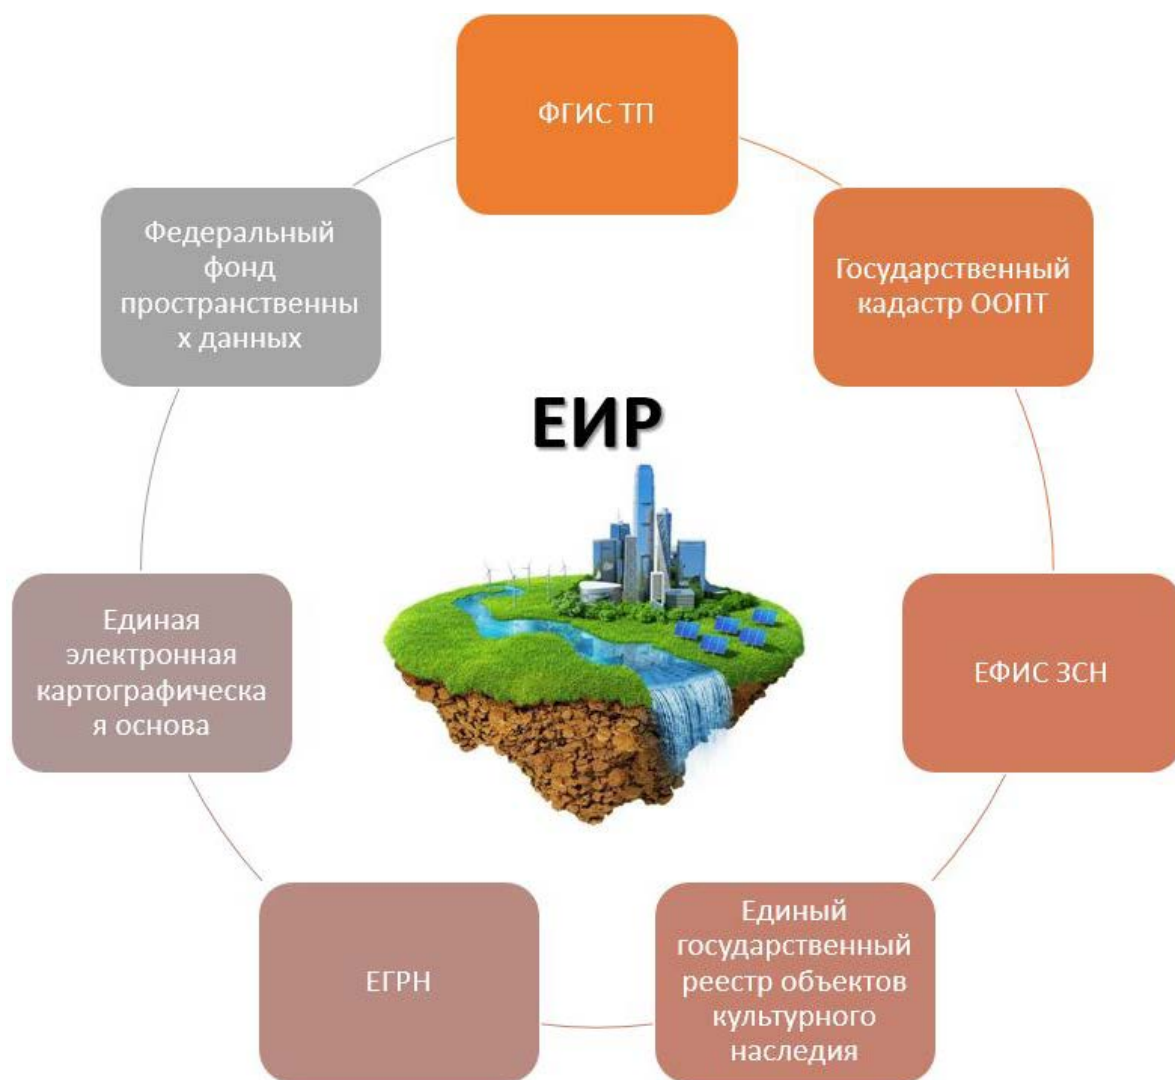 ФГИС ТП
Государственный
кадастр ООПТ
ЕФИС ЗСН
Единый
государственный
реестр объектов
культурного
наследия
ЕГРН
Единая
электронная
картографическа
я основа
Федеральный
фонд
пространственны
х данных
ЕИР